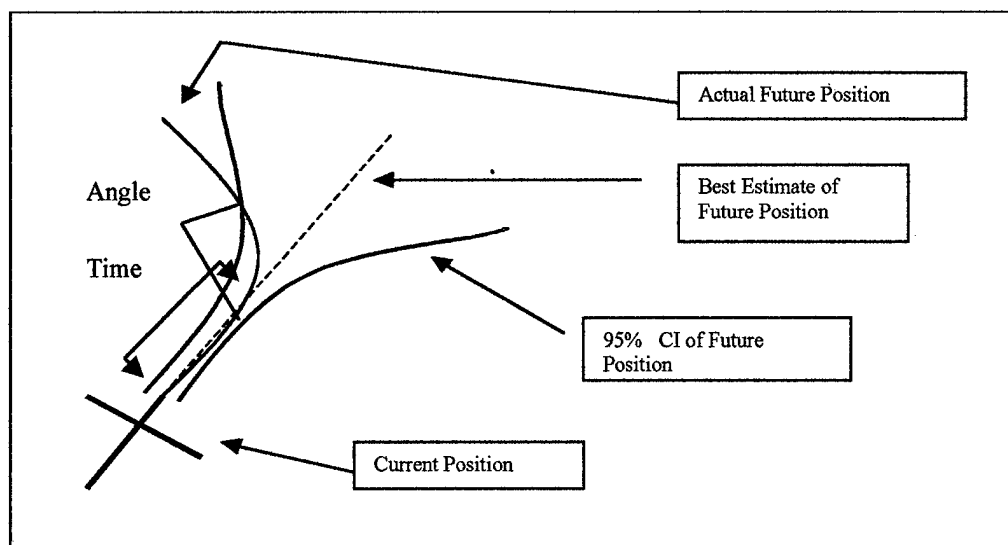 Actual Future Position
Best Estimate of
Future Position
Angle
Time
95% CI of Future
Position
Current Position